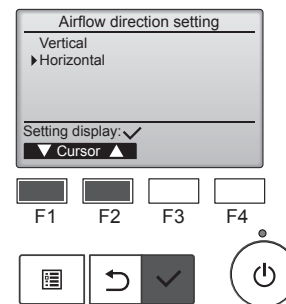 Airflow direction setting
Vertical
▶Horizontal
Setting display:✓
▼ Cursor ▲
F1 F2 F3 F4